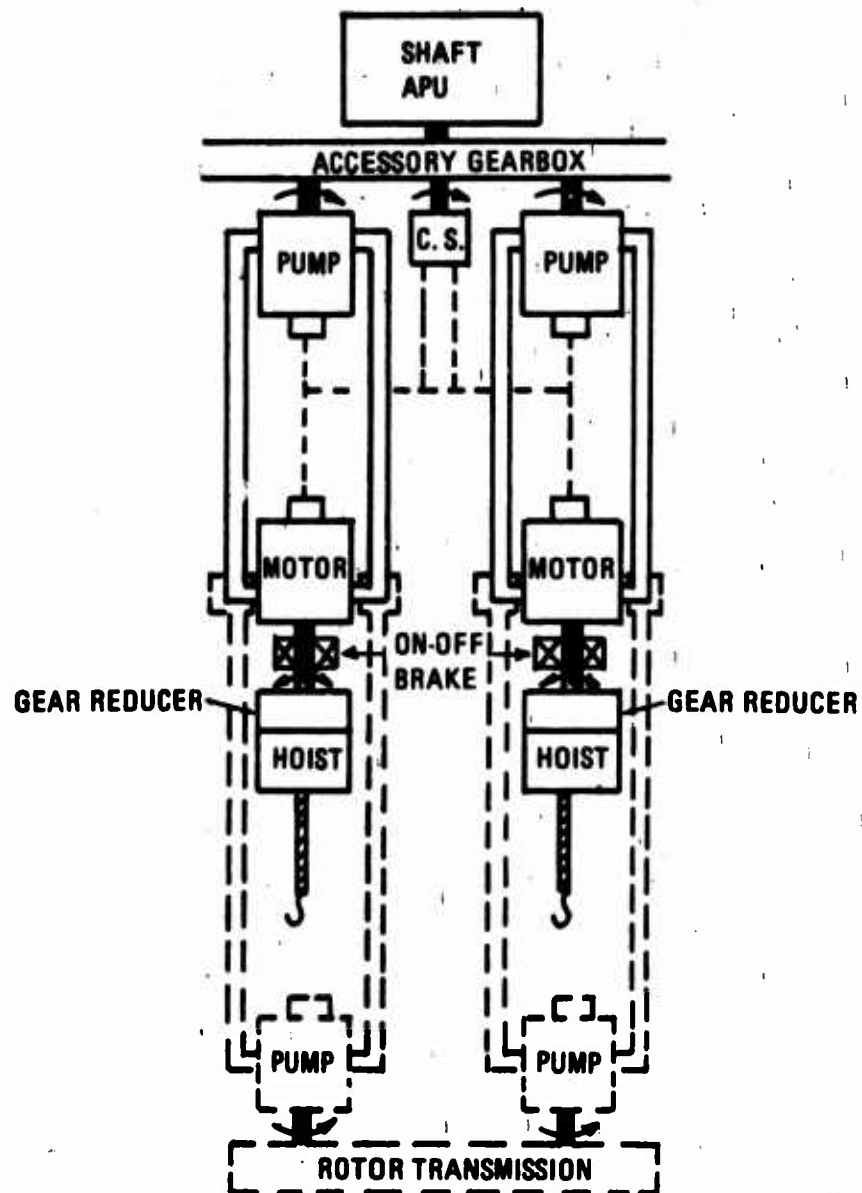 SHAFT
APU
ACCESSORY GEARBOX
PUMP
C. S.
PUMP
MOTOR
MOTOR
ON-OFF
BRAKE
GEAR REDUCER
GEAR REDUCER
HOIST
HOIST
PUMP
PUMP
ROTOR TRANSMISSION